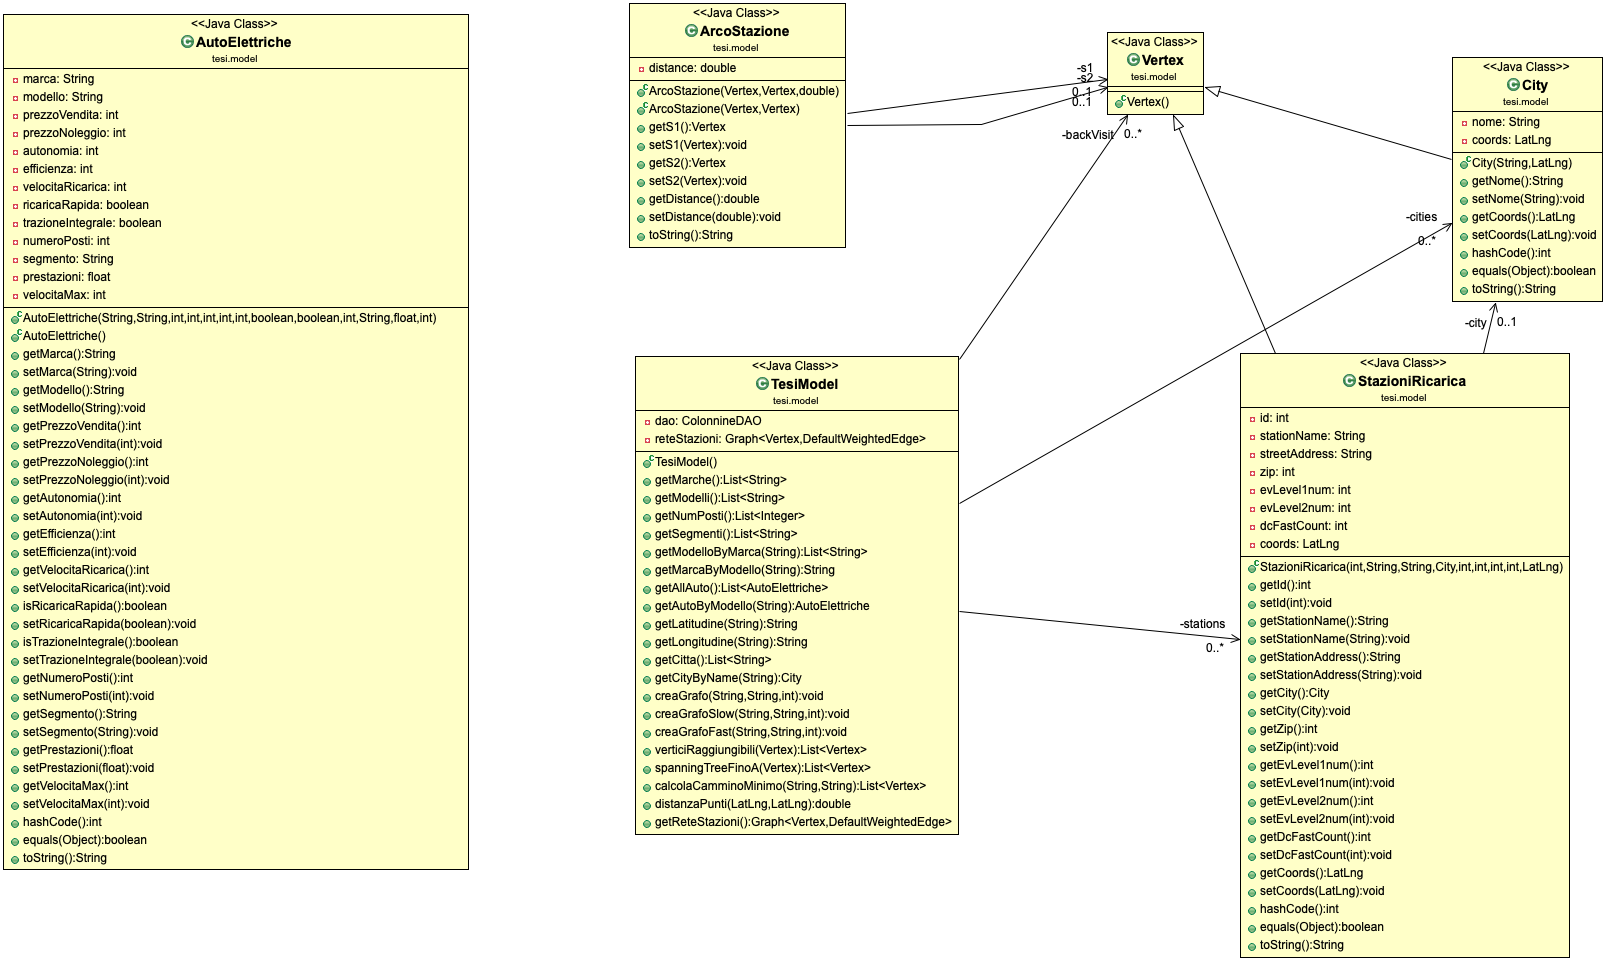 <<Java Class>>
AutoElettriche
tesi.model
marca: String
modello: String
prezzoVendita: int
prezzoNoleggio: int
autonomia: int
efficienza: int
velocitaRicarica: int
ricaricaRapida: boolean
trazioneIntegrale: boolean
numeroPosti: int
segmento: String
prestazioni: float
velocitaMax: int
AutoElettriche(String,String,int,int,int,int,int,boolean,boolean,int,String,float,int)
AutoElettriche()
getMarca():String
setMarca(String):void
getModello():String
setModello(String):void
getPrezzoVendita():int
setPrezzoVendita(int):void
getPrezzoNoleggio():int
setPrezzoNoleggio(int):void
getAutonomia():int
setAutonomia(int):void
getEfficienza():int
setEfficienza(int):void
getVelocitaRicarica():int
setVelocitaRicarica(int):void
isRicaricaRapida():boolean
setRicaricaRapida(boolean):void
isTrazioneIntegrale():boolean
setTrazioneIntegrale(boolean):void
getNumeroPosti():int
setNumeroPosti(int):void
getSegmento():String
setSegmento(String):void
getPrestazioni():float
setPrestazioni(float):void
getVelocitaMax():int
setVelocitaMax(int):void
hashCode():int
equals(Object):boolean
toString():String
<<Java Class>>
ArcoStazione
tesi.model
distance: double
ArcoStazione(Vertex,Vertex,double)
ArcoStazione(Vertex,Vertex)
getS1():Vertex
setS1(Vertex):void
getS2():Vertex
setS2(Vertex):void
getDistance():double
setDistance(double):void
toString():String
-s1
-s2
0..1
0..1
<<Java Class>>
Vertex
tesi.model
Vertex()
-backVisit
0..*
<<Java Class>>
City
tesi.model
nome: String
coords: LatLng
City(String,LatLng)
getNome():String
setNome(String):void
getCoords():LatLng
setCoords(LatLng):void
hashCode():int
equals(Object):boolean
toString():String
-cities
0..*
-city
0..1
<<Java Class>>
TesiModel
tesi.model
dao: ColonnineDAO
reteStazioni: Graph<Vertex,DefaultWeightedEdge>
TesiModel()
getMarche():List<String>
getModelli():List<String>
getNumPosti():List<Integer>
getSegmenti():List<String>
getModelloByMarca(String):List<String>
getMarcaByModello(String):String
getAllAuto():List<AutoElettriche>
getAutoByModello(String):AutoElettriche
getLatitudine(String):String
getLongitudine(String):String
getCitta():List<String>
getCityByName(String):City
creaGrafo(String,String,int):void
creaGrafoSlow(String,String,int):void
creaGrafoFast(String,String,int):void
verticiRaggiungibili(Vertex):List<Vertex>
spanningTreeFinoA(Vertex):List<Vertex>
calcolaCamminoMinimo(String,String):List<Vertex>
distanzaPunti(LatLng,LatLng):double
getReteStazioni():Graph<Vertex,DefaultWeightedEdge>
-stations
0..*
<<Java Class>>
StazioniRicarica
tesi.model
id: int
stationName: String
streetAddress: String
zip: int
evLevel1num: int
evLevel2num: int
dcFastCount: int
coords: LatLng
StazioniRicarica(int,String,String,City,int,int,int,int,LatLng)
getId():int
setId(int):void
getStationName():String
setStationName(String):void
getStationAddress():String
setStationAddress(String):void
getCity():City
setCity(City):void
getZip():int
setZip(int):void
getEvLevel1num():int
setEvLevel1num(int):void
getEvLevel2num():int
setEvLevel2num(int):void
getDcFastCount():int
setDcFastCount(int):void
getCoords():LatLng
setCoords(LatLng):void
hashCode():int
equals(Object):boolean
toString():String